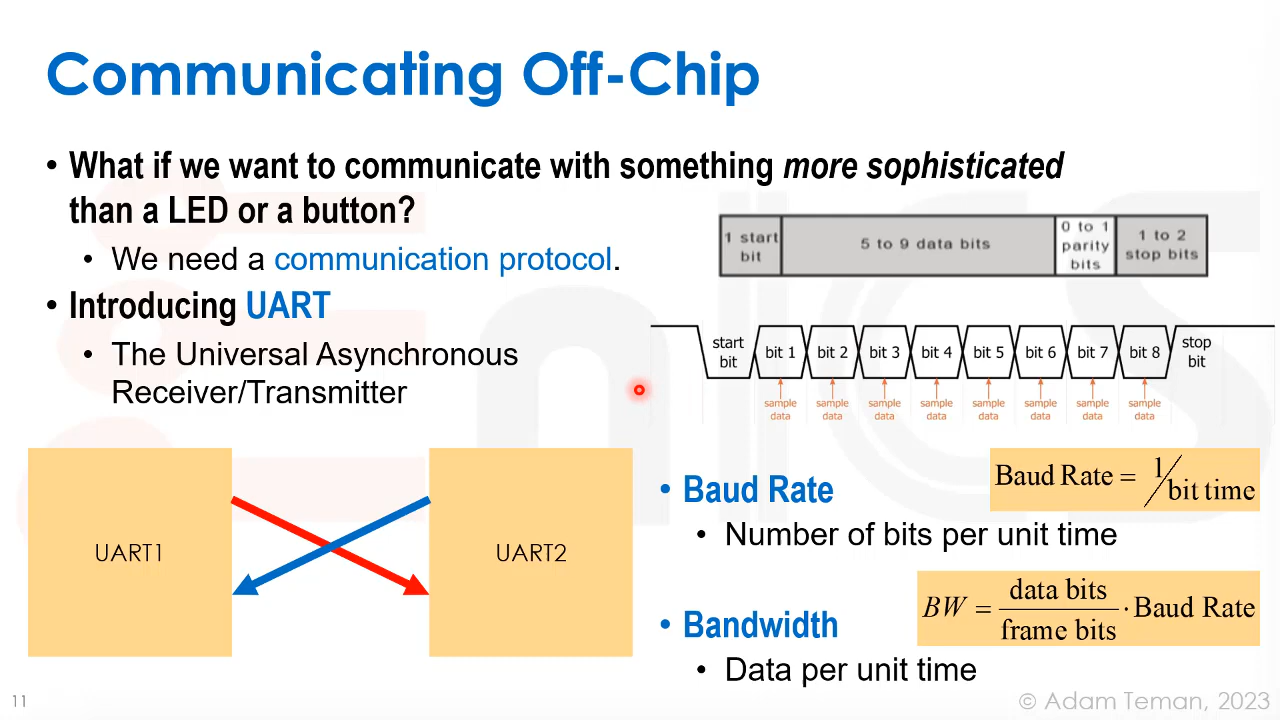 Communicating Off-Chip
• What if we want to communicate with something more sophisticated
than a LED or a button?
• We need a communication protocol.
• Introducing UART
• The Universal Asynchronous
Receiver/Transmitter
1 start
bit
5 to 9 data bits
0 to 1
parity
bits
1 to 2
stop bits
start
bit
bit 1
bit 2
bit 3
bit 4
bit 5
bit 6
bit 7
bit 8
stop
bit
sample
data
sample
data
sample
data
sample
data
sample
data
sample
data
sample
data
sample
data
UART1
UART2
• Baud Rate
Baud Rate = 1/bit time
• Number of bits per unit time
• Bandwidth
BW = data bits / frame bits · Baud Rate
• Data per unit time
11
© Adam Teman, 2023
EnICS